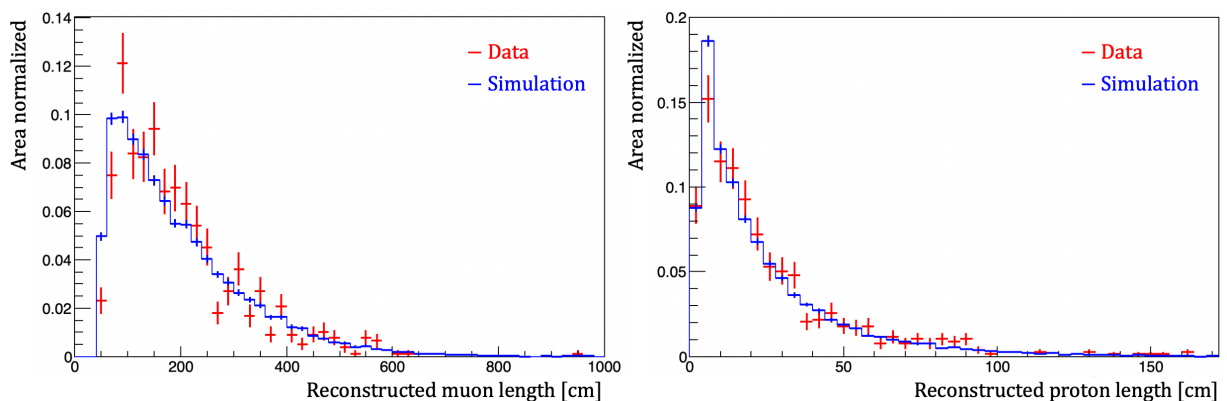 Area normalized
0.14
0.12
0.1
0.08
0.06
0.04
0.02
0
Data
Simulation
0 200 400 600 800 1000
Reconstructed muon length [cm]
Area normalized
0.2
0.15
0.1
0.05
0
Data
Simulation
50 100 150
Reconstructed proton length [cm]